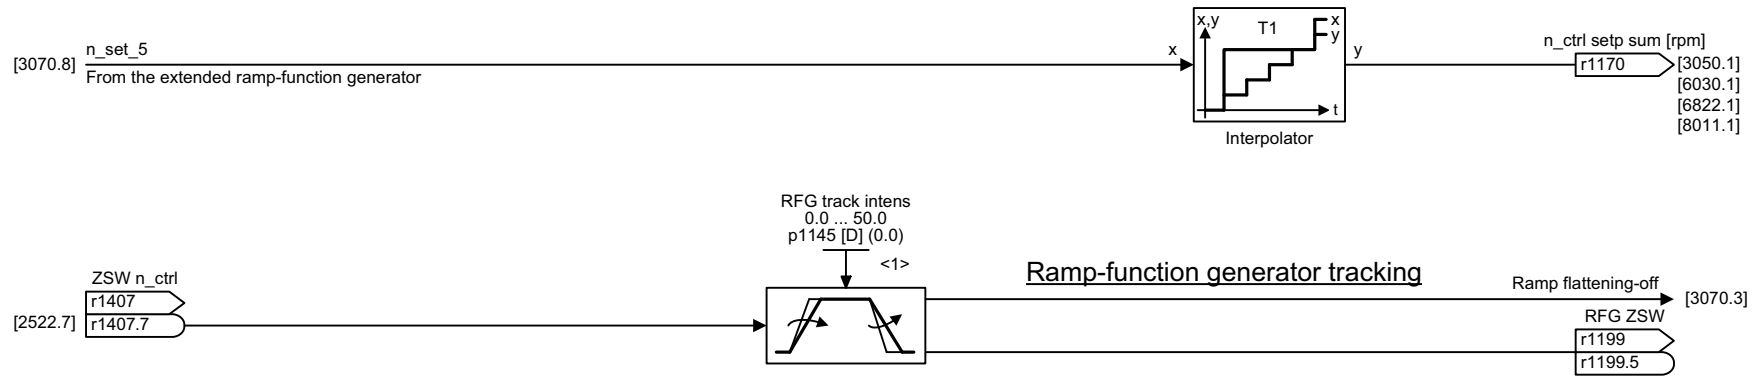 x,y
T1
x
y
n_set_5
[3070.8]
From the extended ramp-function generator
x
y
t
Interpolator
n_ctrl setp sum [rpm]
r1170
[3050.1]
[6030.1]
[6822.1]
[8011.1]
RFG track intens
0.0 ... 50.0
p1145 [D] (0.0)
<1>
Ramp-function generator tracking
ZSW n_ctrl
r1407
[2522.7]
r1407.7
Ramp flattening-off
[3070.3]
RFG ZSW
r1199
r1199.5